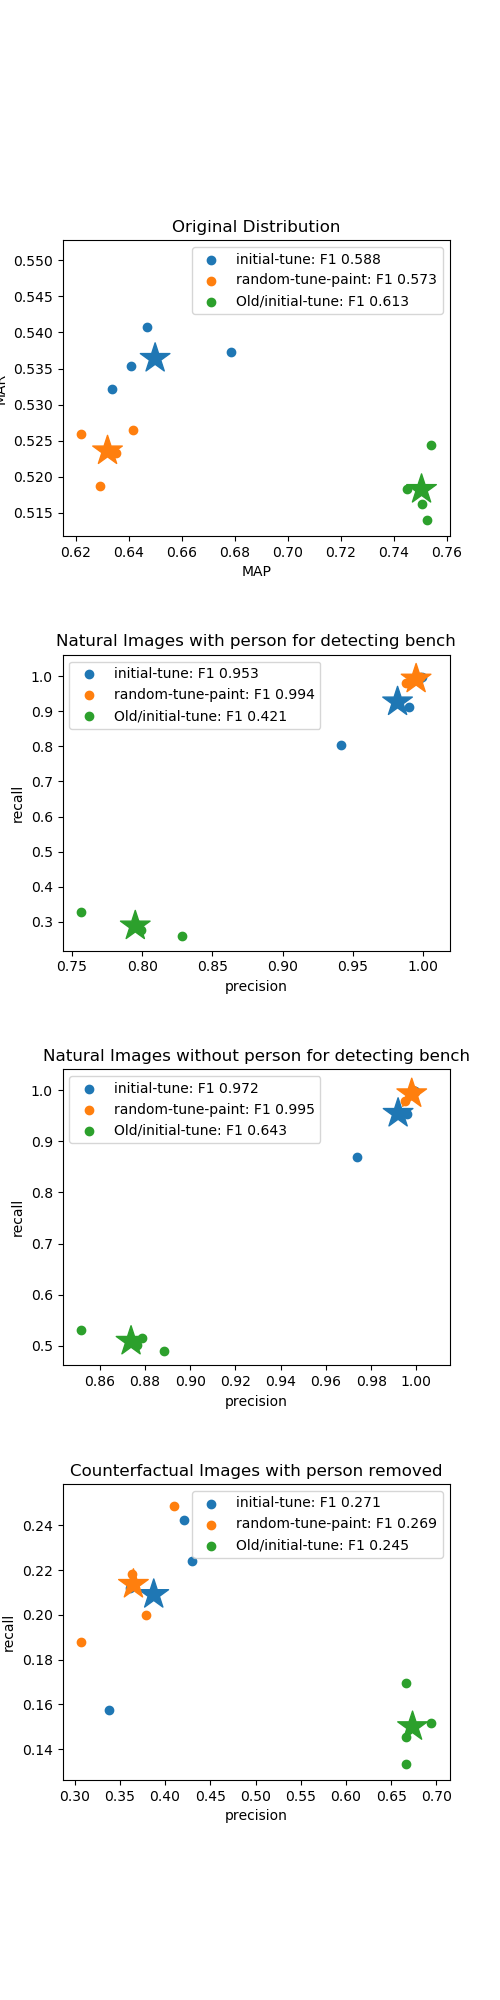 Original Distribution
initial-tune: F1 0.588
random-tune-paint: F1 0.573
Old/initial-tune: F1 0.613
0.550
0.545
0.540
0.535
0.530
0.525
0.520
0.515
MAR
0.62 0.64 0.66 0.68 0.70 0.72 0.74 0.76
MAP
Natural Images with person for detecting bench
initial-tune: F1 0.953
random-tune-paint: F1 0.994
Old/initial-tune: F1 0.421
1.0
0.9
0.8
0.7
0.6
0.5
0.4
0.3
recall
0.75 0.80 0.85 0.90 0.95 1.00
precision
Natural Images without person for detecting bench
initial-tune: F1 0.972
random-tune-paint: F1 0.995
Old/initial-tune: F1 0.643
1.0
0.9
0.8
0.7
0.6
0.5
recall
0.86 0.88 0.90 0.92 0.94 0.96 0.98 1.00
precision
Counterfactual Images with person removed
initial-tune: F1 0.271
random-tune-paint: F1 0.269
Old/initial-tune: F1 0.245
0.24
0.22
0.20
0.18
0.16
0.14
recall
0.30 0.35 0.40 0.45 0.50 0.55 0.60 0.65 0.70
precision